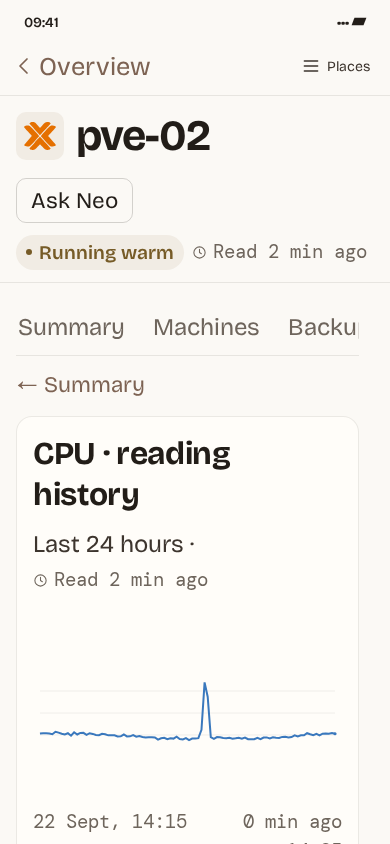 09:41
Overview
Places
pve-02
Ask Neo
Running warm
Read 2 min ago
Summary Machines Backu
← Summary
CPU · reading
history
Last 24 hours ·
Read 2 min ago
22 Sept, 14:15 0 min ago